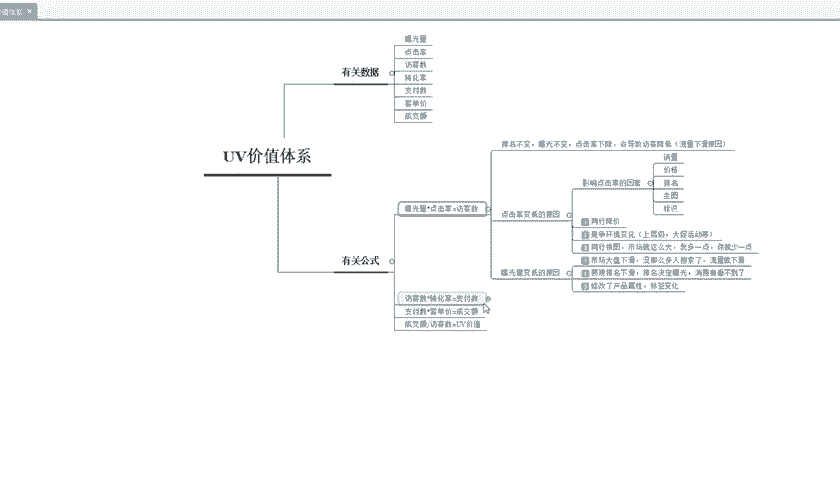 值体系 ×
曝光量
点击率
有关数据
访客数
转化率
支付数
客单价
成交额
UV价值体系
排名不变，曝光不变，点击率下降，会导致访客降低（流量下滑原因）
销量
价格
影响点击率的因素
排名
主图
标识
曝光量*点击率=访客数
点击率变低的原因
1 同行降价
2 竞争环境变化（上层级，大促活动等）
3 同行换图，市场就这么大，我多一点，你就少一点
有关公式
1 市场大盘下滑，没那么多人搜索了，流量就下滑
曝光量变低的原因
2 展现排名下滑，排名决定曝光，消费者看不到了
3 修改了产品属性，标签变化
访客数*转化率=支付数
支付数*客单价=成交额
成交额/访客数=UV价值